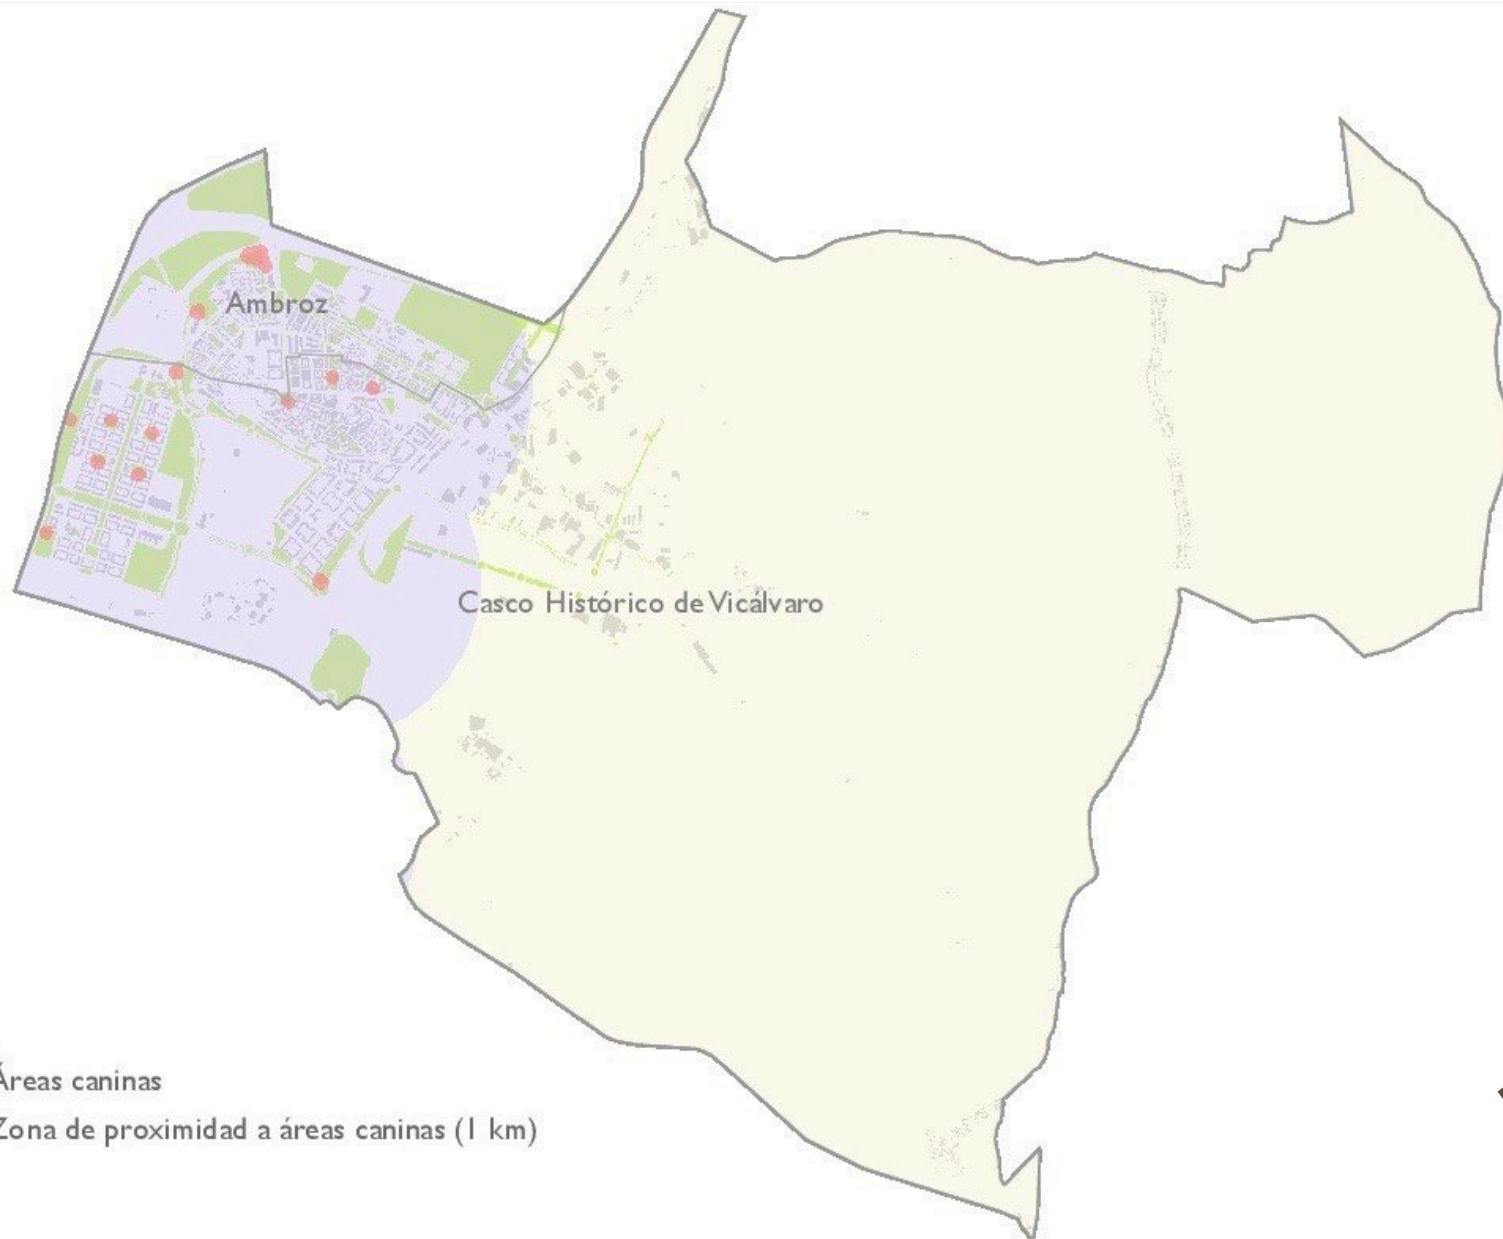 Ambroz
Casco Histórico de Vicálvaro
Áreas caninas
Zona de proximidad a áreas caninas (1 km)